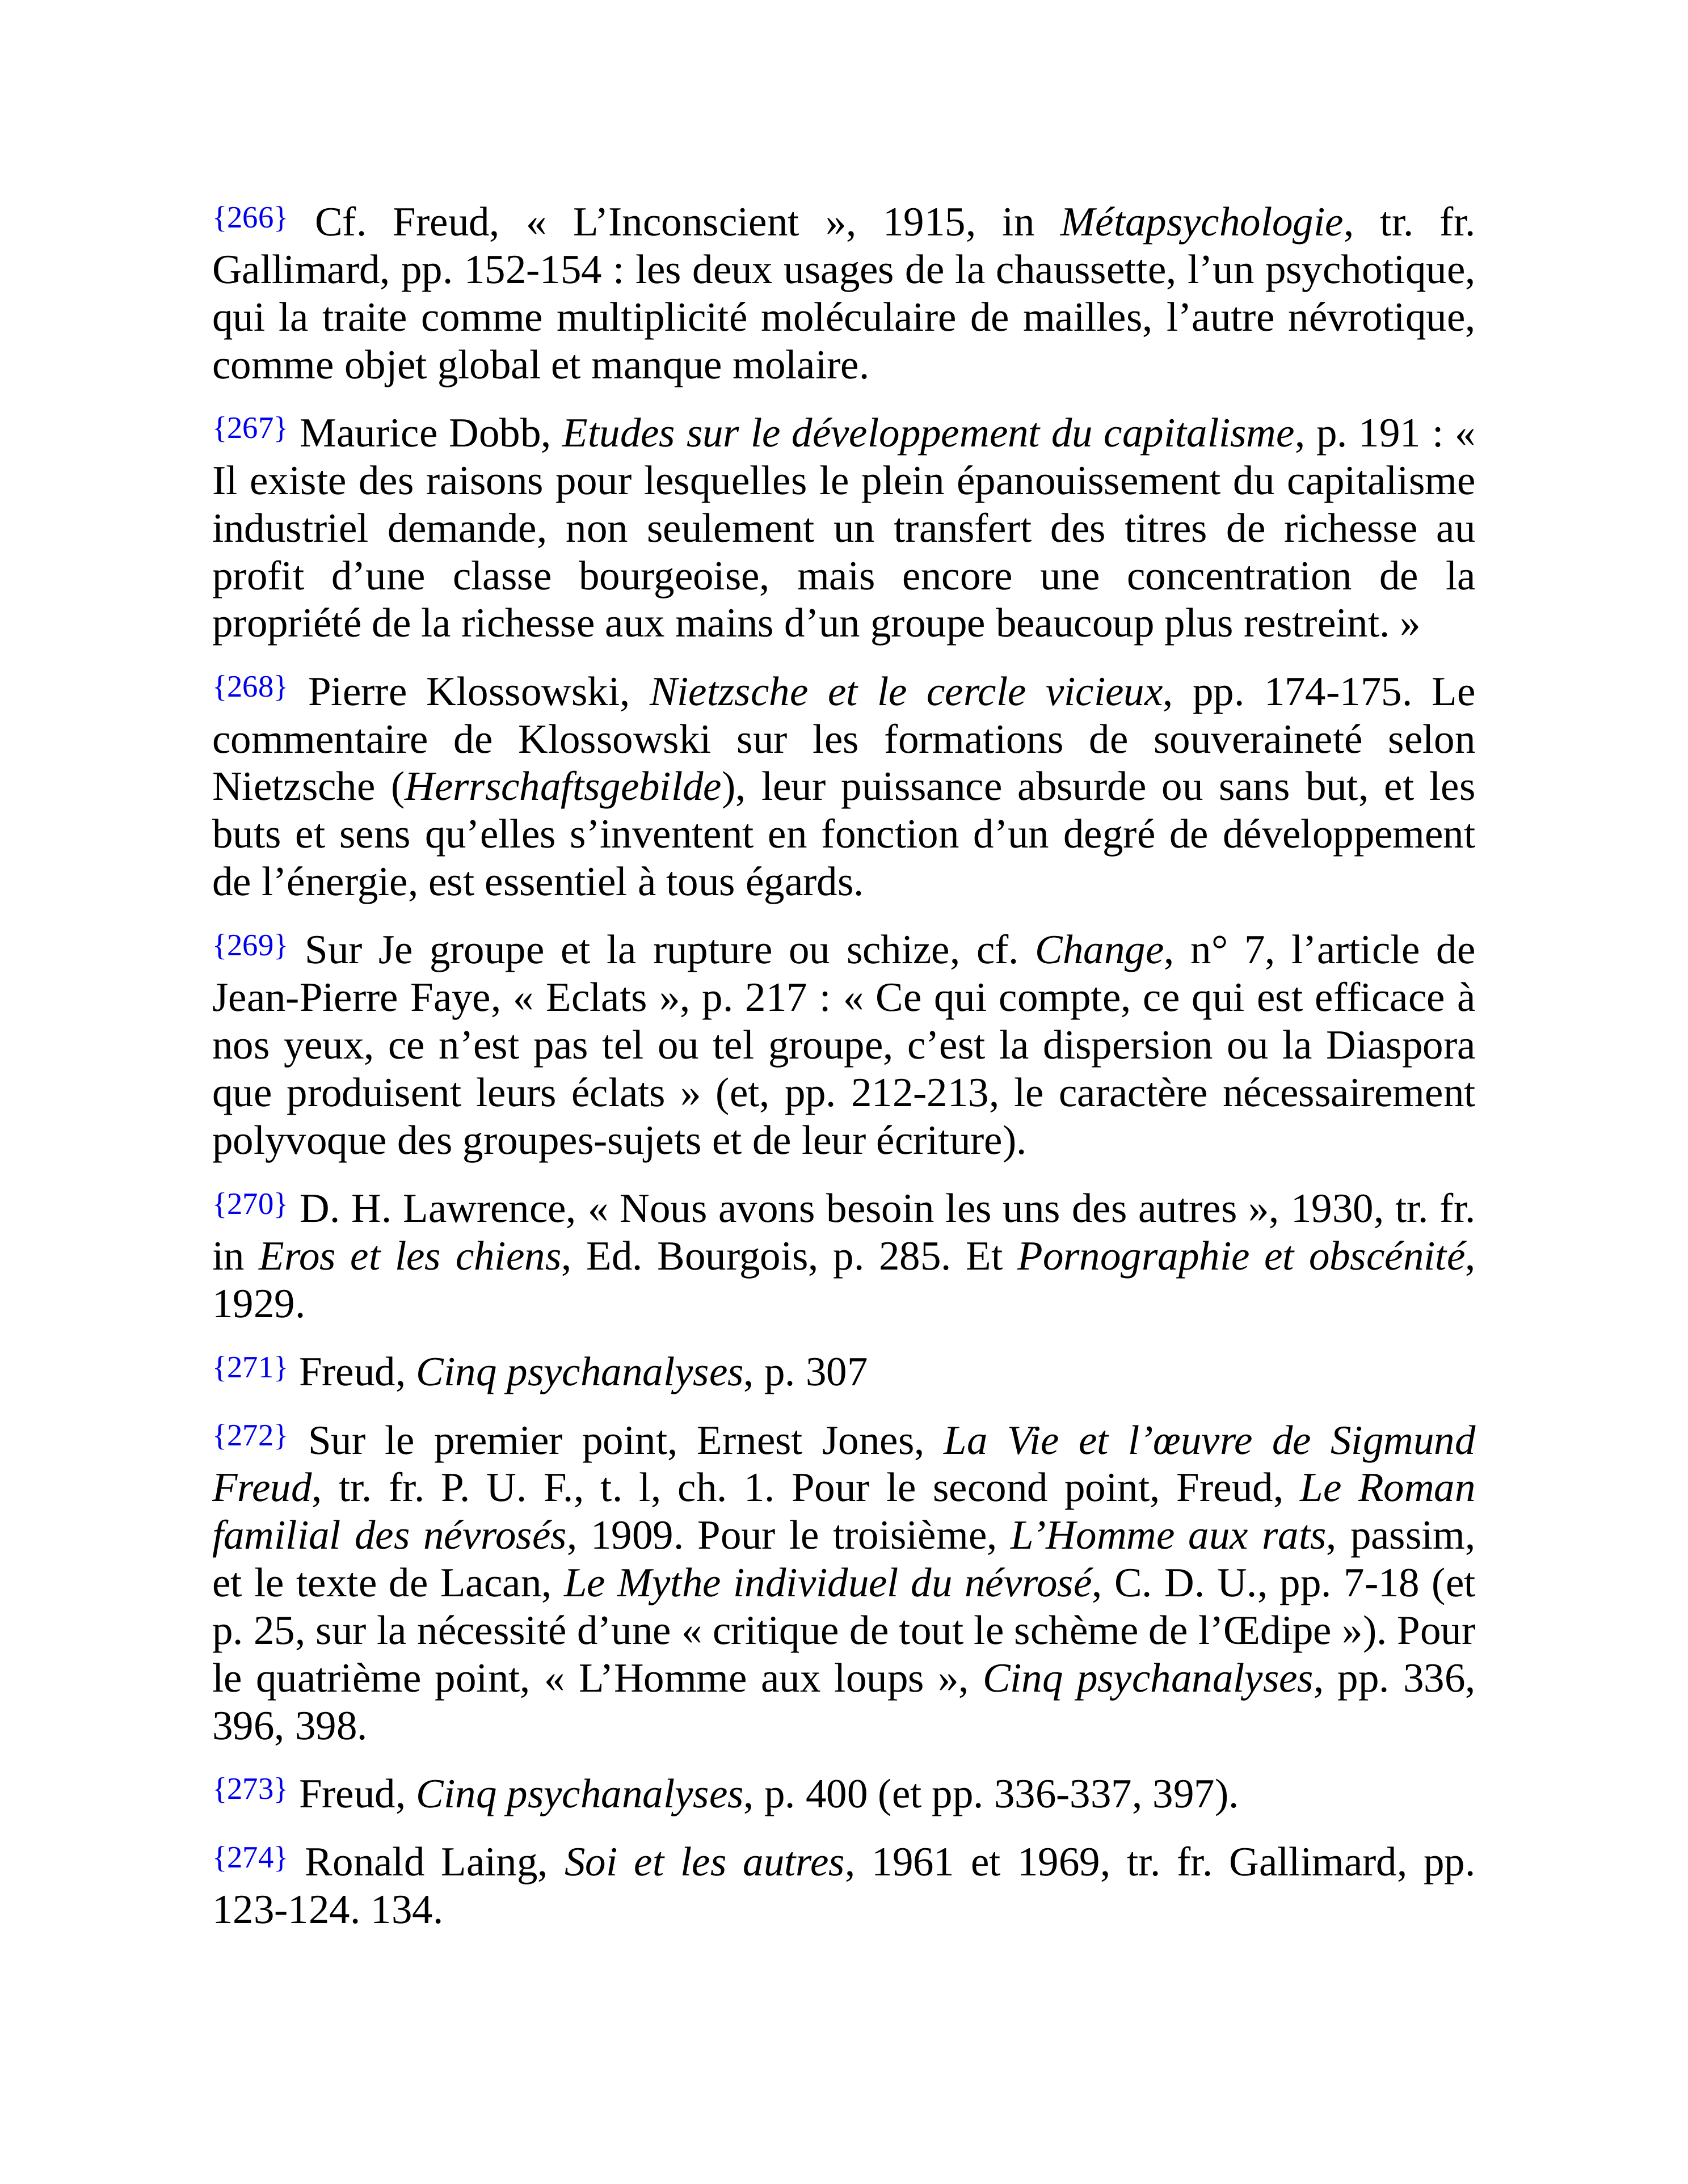 {266} Cf. Freud, « L’Inconscient », 1915, in Métapsychologie, tr. fr.
Gallimard, pp. 152-154 : les deux usages de la chaussette, l’un psychotique,
qui la traite comme multiplicité moléculaire de mailles, l’autre névrotique,
comme objet global et manque molaire.
{267} Maurice Dobb, Etudes sur le développement du capitalisme, p. 191 : «
Il existe des raisons pour lesquelles le plein épanouissement du capitalisme
industriel demande, non seulement un transfert des titres de richesse au
profit d’une classe bourgeoise, mais encore une concentration de la
propriété de la richesse aux mains d’un groupe beaucoup plus restreint. »
{268} Pierre Klossowski, Nietzsche et le cercle vicieux, pp. 174-175. Le
commentaire de Klossowski sur les formations de souveraineté selon
Nietzsche (Herrschaftsgebilde), leur puissance absurde ou sans but, et les
buts et sens qu’elles s’inventent en fonction d’un degré de développement
de l’énergie, est essentiel à tous égards.
{269} Sur Je groupe et la rupture ou schize, cf. Change, n° 7, l’article de
Jean-Pierre Faye, « Eclats », p. 217 : « Ce qui compte, ce qui est efficace à
nos yeux, ce n’est pas tel ou tel groupe, c’est la dispersion ou la Diaspora
que produisent leurs éclats » (et, pp. 212-213, le caractère nécessairement
polyvoque des groupes-sujets et de leur écriture).
{270} D. H. Lawrence, « Nous avons besoin les uns des autres », 1930, tr. fr.
in Eros et les chiens, Ed. Bourgois, p. 285. Et Pornographie et obscénité,
1929.
{271} Freud, Cinq psychanalyses, p. 307
{272} Sur le premier point, Ernest Jones, La Vie et l’œuvre de Sigmund
Freud, tr. fr. P. U. F., t. l, ch. 1. Pour le second point, Freud, Le Roman
familial des névrosés, 1909. Pour le troisième, L’Homme aux rats, passim,
et le texte de Lacan, Le Mythe individuel du névrosé, C. D. U., pp. 7-18 (et
p. 25, sur la nécessité d’une « critique de tout le schème de l’Œdipe »). Pour
le quatrième point, « L’Homme aux loups », Cinq psychanalyses, pp. 336,
396, 398.
{273} Freud, Cinq psychanalyses, p. 400 (et pp. 336-337, 397).
{274} Ronald Laing, Soi et les autres, 1961 et 1969, tr. fr. Gallimard, pp.
123-124. 134.